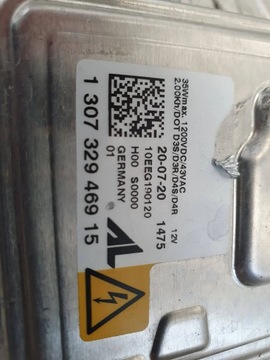 35Wmax. 1200VDC/43VAC
2.00Kh/DOT D3S/D3R/D4S/D4R
12V
20-07-20 1475
10EEG190120
H00 S0000
GERMANY
01
1 307 329 469 15
AL